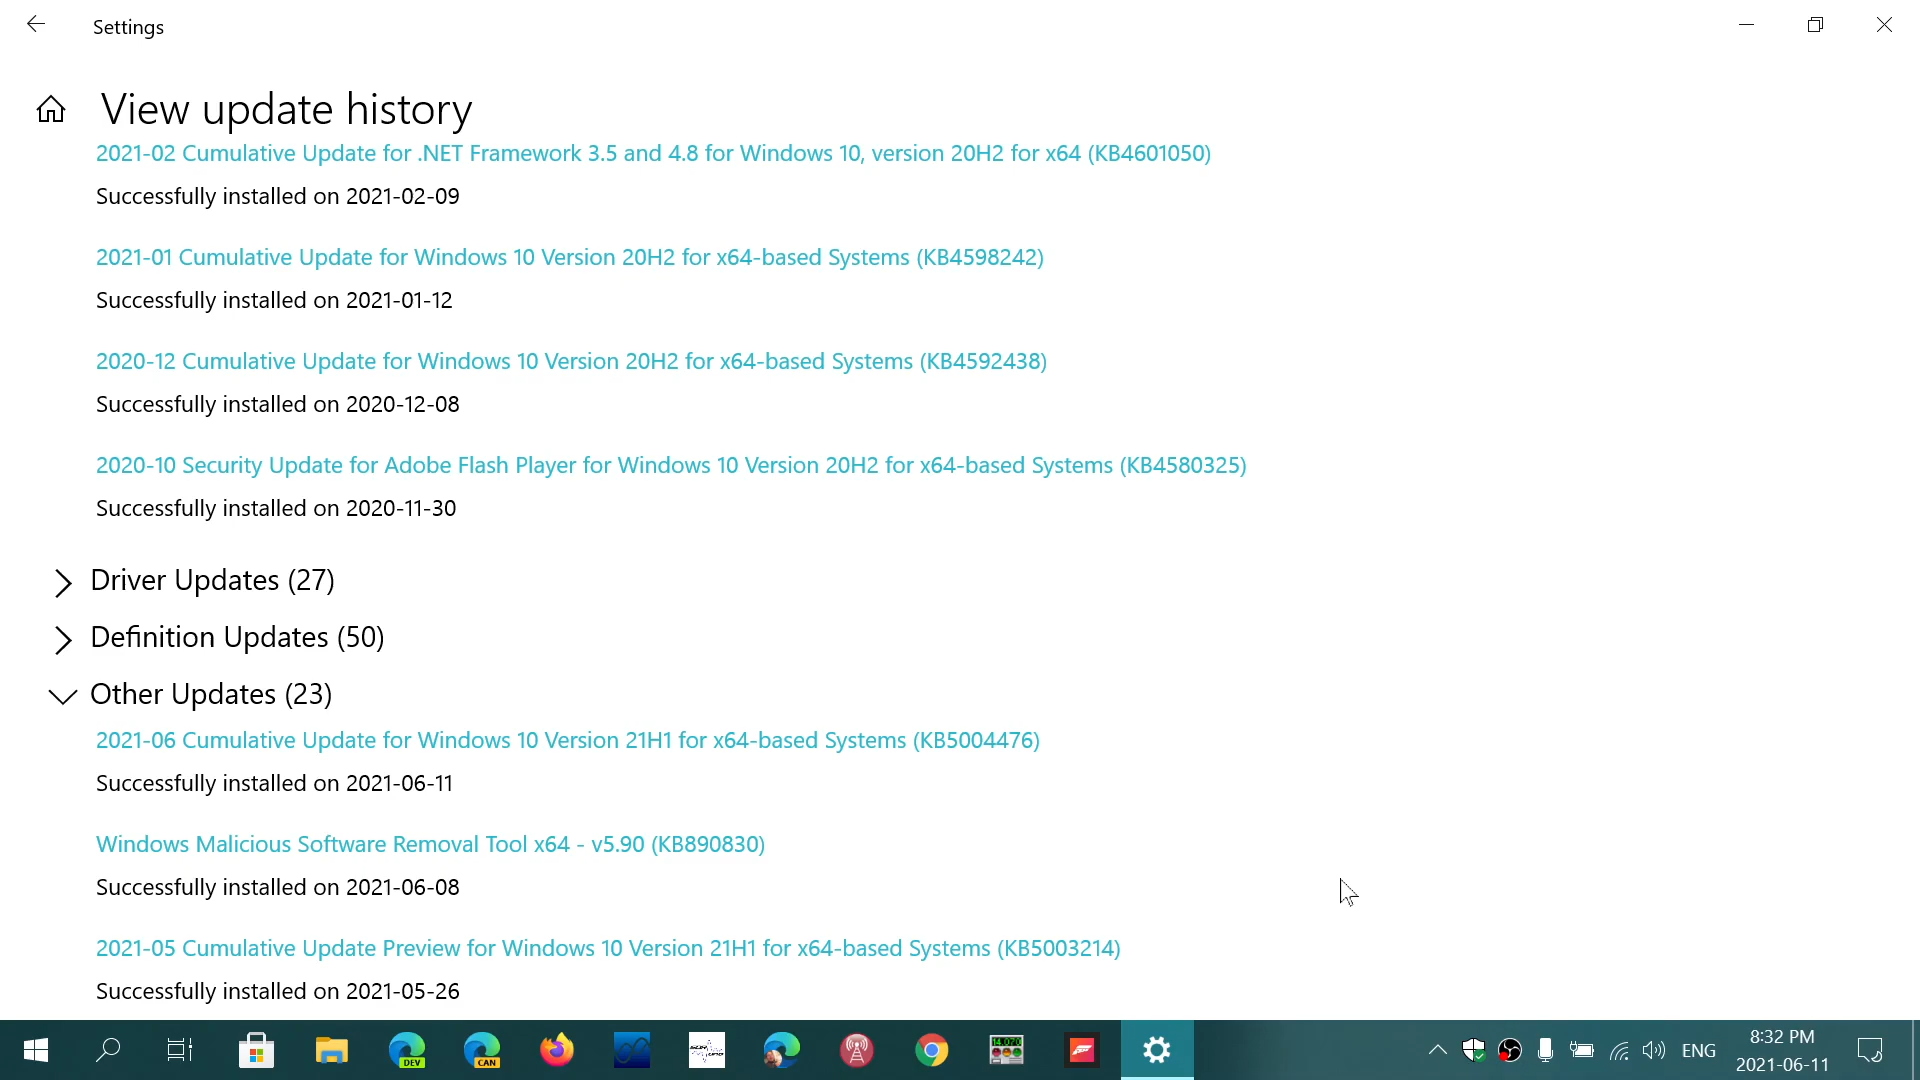 Settings
View update history
2021-02 Cumulative Update for .NET Framework 3.5 and 4.8 for Windows 10, version 20H2 for x64 (KB4601050)
Successfully installed on 2021-02-09
2021-01 Cumulative Update for Windows 10 Version 20H2 for x64-based Systems (KB4598242)
Successfully installed on 2021-01-12
2020-12 Cumulative Update for Windows 10 Version 20H2 for x64-based Systems (KB4592438)
Successfully installed on 2020-12-08
2020-10 Security Update for Adobe Flash Player for Windows 10 Version 20H2 for x64-based Systems (KB4580325)
Successfully installed on 2020-11-30
Driver Updates (27)
Definition Updates (50)
Other Updates (23)
2021-06 Cumulative Update for Windows 10 Version 21H1 for x64-based Systems (KB5004476)
Successfully installed on 2021-06-11
Windows Malicious Software Removal Tool x64 - v5.90 (KB890830)
Successfully installed on 2021-06-08
2021-05 Cumulative Update Preview for Windows 10 Version 21H1 for x64-based Systems (KB5003214)
Successfully installed on 2021-05-26
DEV
CAN
14.070
ENG
8:32 PM
2021-06-11